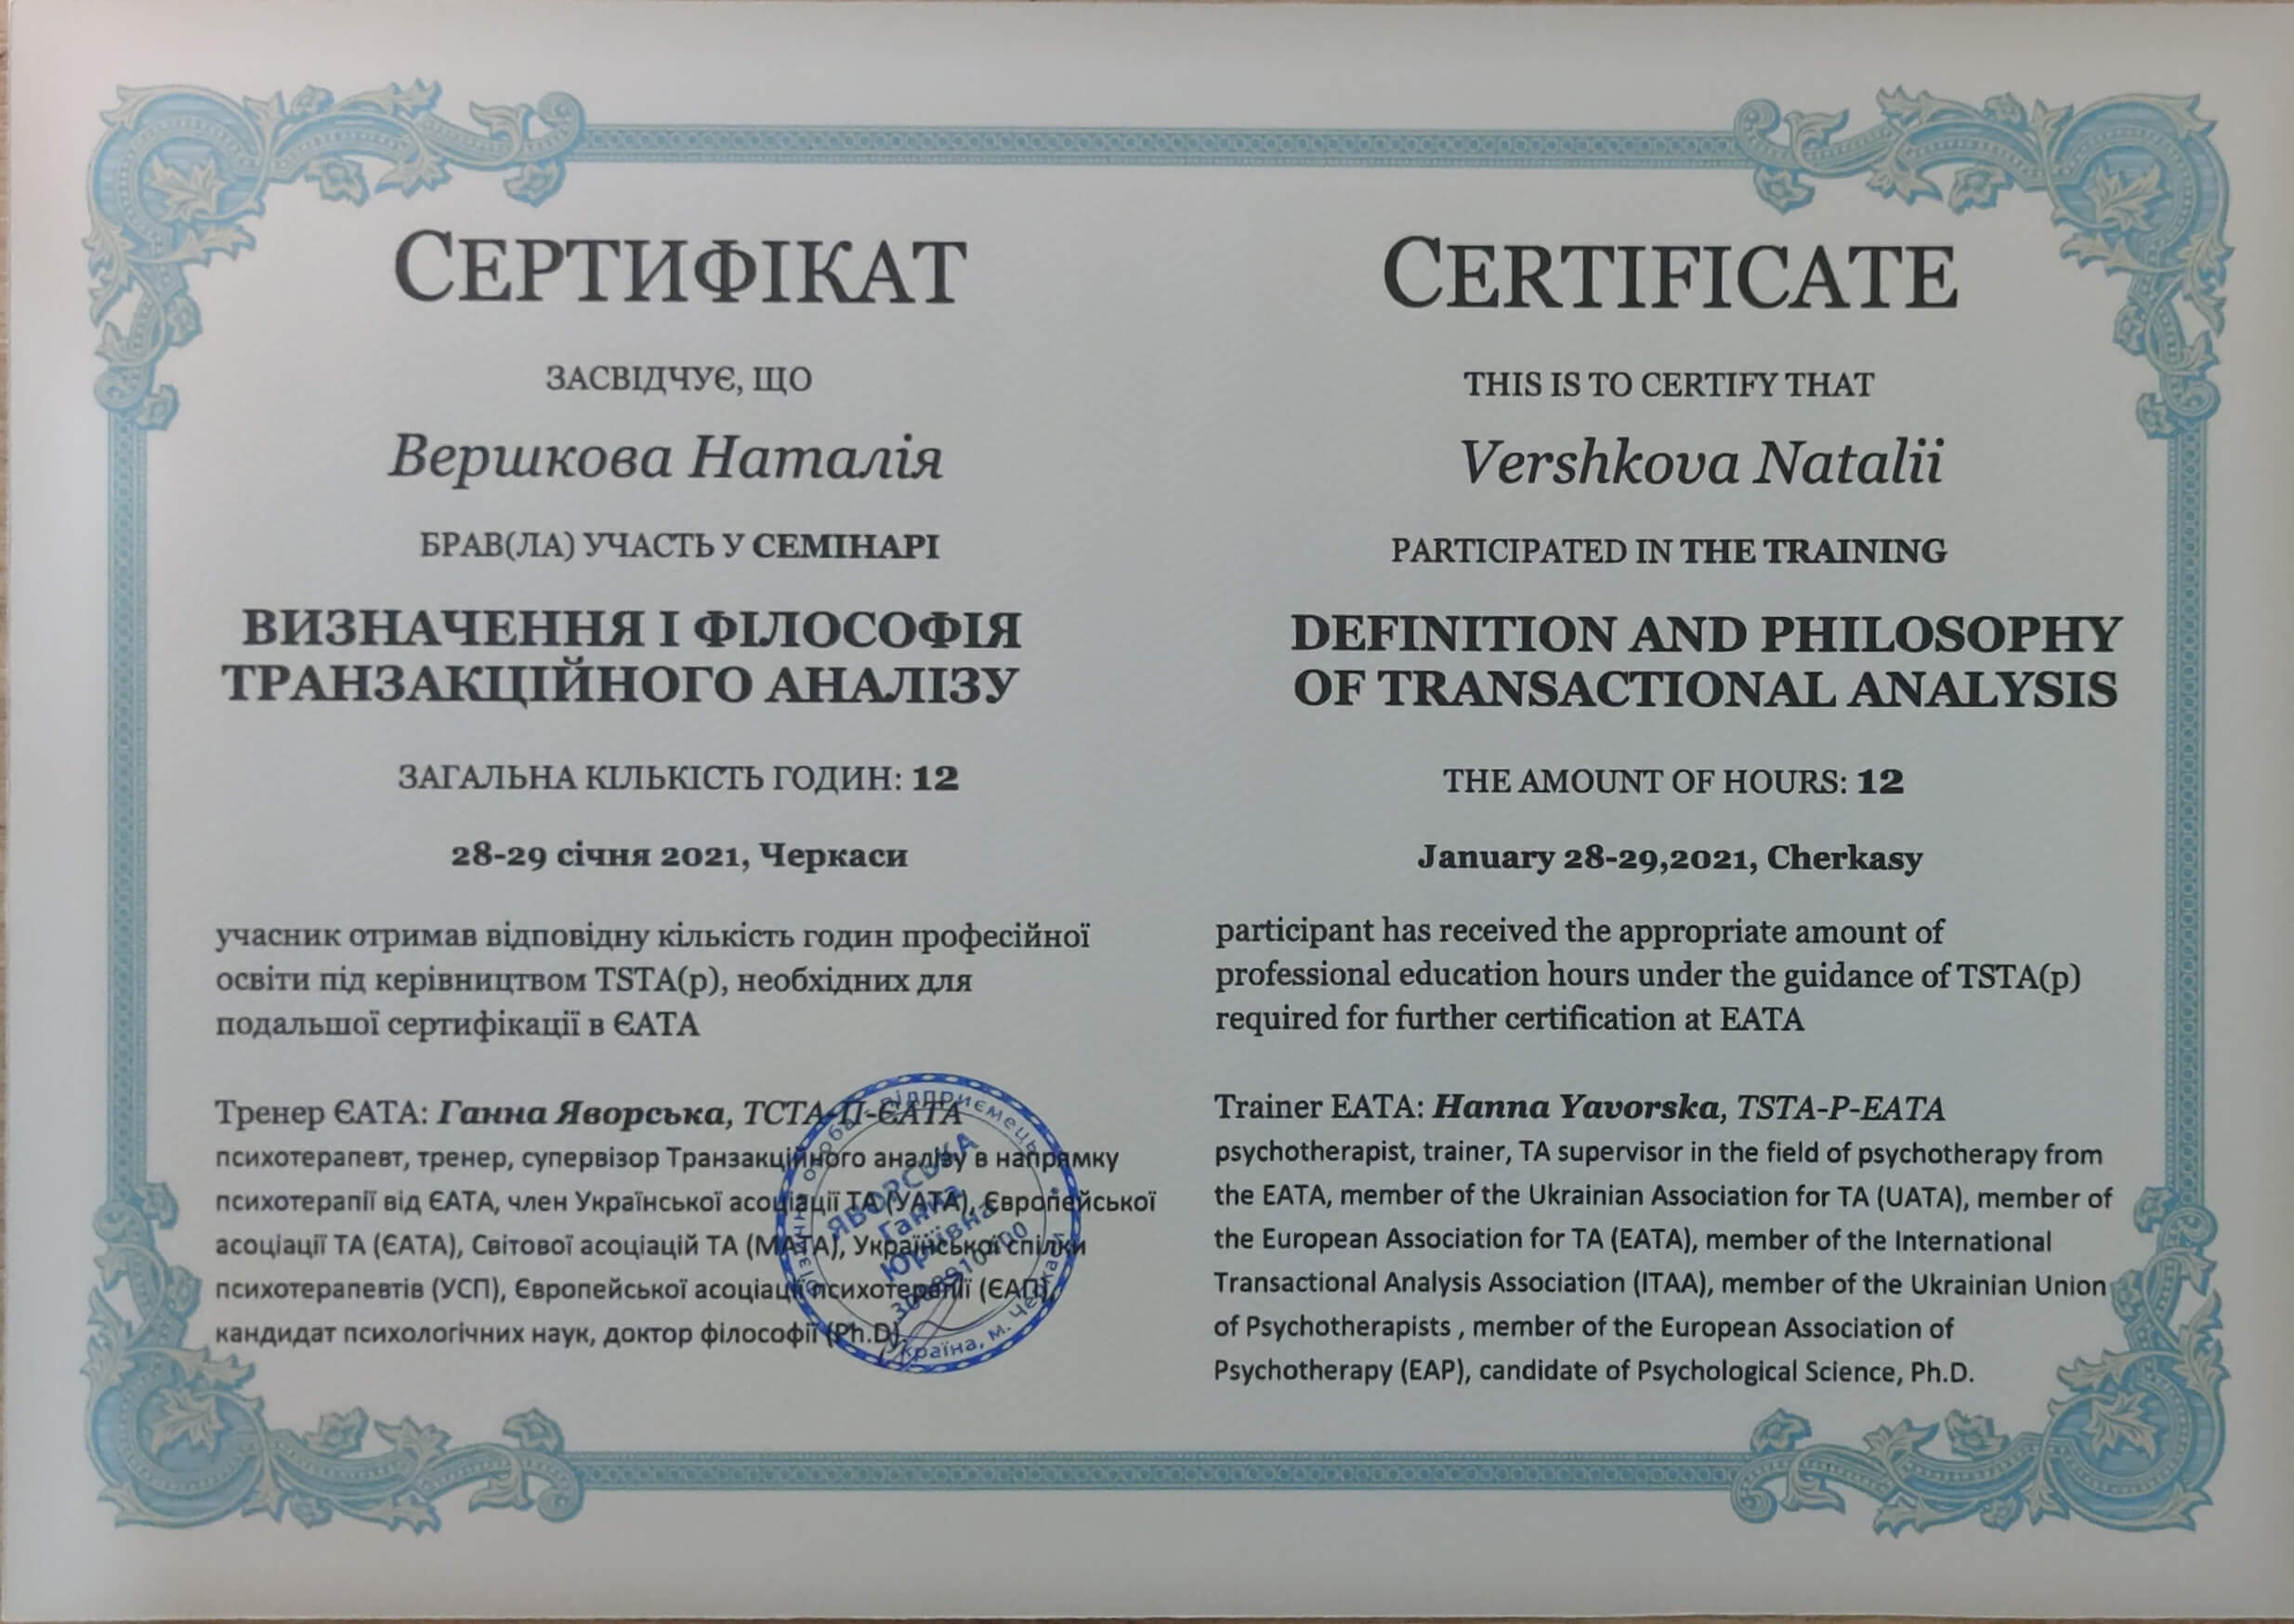 СЕРТИФІКАТ
ЗАСВІДЧУЄ, ЩО
Вершкова Наталія
БРАВ(ЛА) УЧАСТЬ У СЕМІНАРІ
ВИЗНАЧЕННЯ І ФІЛОСОФІЯ
ТРАНЗАКЦІЙНОГО АНАЛІЗУ
ЗАГАЛЬНА КІЛЬКІСТЬ ГОДИН: 12
28-29 січня 2021, Черкаси
учасник отримав відповідну кількість годин професійної
освіти під керівництвом TSTA(p), необхідних для
подальшої сертифікації в ЄАТА
Тренер ЄАТА: Ганна Яворська, ТСТА-П-ЄАТА
психотерапевт, тренер, супервізор Транзакційного аналізу в напрямку
психотерапії від ЄАТА, член Української асоціації ТА (УАТА), Європейської
асоціації ТА (ЄАТА), Світової асоціацій ТА (МАТА), Української спілки
психотерапевтів (УСП), Європейської асоціації психотерапії (ЄАП),
кандидат психологічних наук, доктор філософії (Ph.D).
фізична особа - підприємець
ЯВОРСЬКА
Ганна
Юріївна
Україна, м. Черкаси
CERTIFICATE
THIS IS TO CERTIFY THAT
Vershkova Natalii
PARTICIPATED IN THE TRAINING
DEFINITION AND PHILOSOPHY
OF TRANSACTIONAL ANALYSIS
THE AMOUNT OF HOURS: 12
January 28-29,2021, Cherkasy
participant has received the appropriate amount of
professional education hours under the guidance of TSTA(p)
required for further certification at EATA
Trainer EATA: Hanna Yavorska, TSTA-P-EATA
psychotherapist, trainer, TA supervisor in the field of psychotherapy from
the EATA, member of the Ukrainian Association for TA (UATA), member of
the European Association for TA (EATA), member of the International
Transactional Analysis Association (ITAA), member of the Ukrainian Union
of Psychotherapists , member of the European Association of
Psychotherapy (EAP), candidate of Psychological Science, Ph.D.